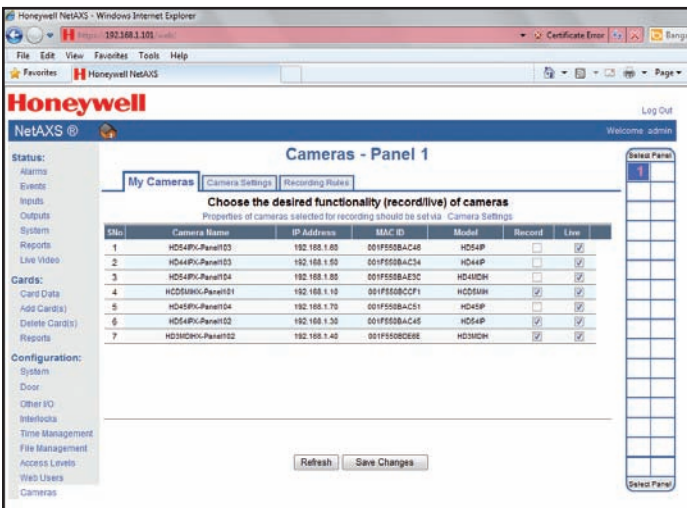 Honeywell NetAXS - Windows Internet Explorer
192.168.1.101
Certificate Error
File Edit View Favorites Tools Help
Favorites Honeywell NetAXS Page
Honeywell
Log Out
NetAXS ®
Welcome admin
Cameras - Panel 1
Select Panel
1
My Cameras Camera Settings Recording Rules
Choose the desired functionality (record/live) of cameras
Properties of cameras selected for recording should be set via Camera Settings
SNo Camera Name IP Address MAC ID Model Record Live
1 HD54IPX-Panel103 192.168.1.60 HD54IP
2 HD44IPX-Panel103 192.168.1.50 HD44IP
3 HD54IPX-Panel104 192.168.1.80 HD4MDIH
4 HCD5MIHX-Panel101 192.168.1.10 HCD5MIH
5 HD45IPX-Panel104 192.168.1.70 HD45IP
6 HD54IPX-Panel102 192.168.1.30 HD54IP
7 HD3MDIHX-Panel102 192.168.1.40 HD3MDIH
Refresh Save Changes
Status:
Alarms
Events
Inputs
Outputs
System
Reports
Live Video
Cards:
Card Data
Add Card(s)
Delete Card(s)
Reports
Configuration:
System
Door
Other I/O
Interlocks
Time Management
File Management
Access Levels
Web Users
Cameras
Select Panel